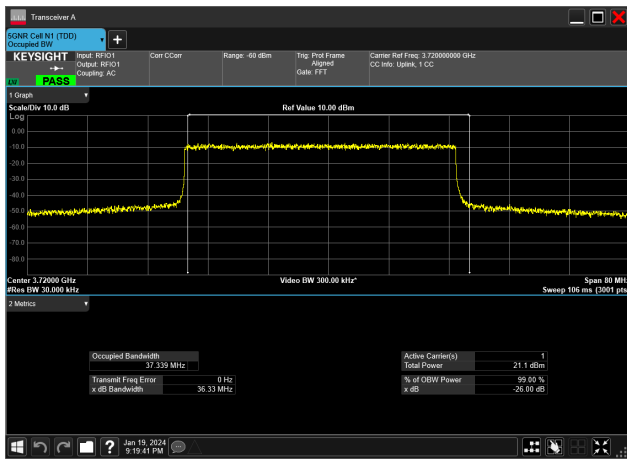 Transceiver A
5GNR Cell N1 (TDD)
Occupied BW
KEYSIGHT
LNI
PASS
Input: RFIO1
Output: RFIO1
Coupling: AC
Corr CCorr
Range: -60 dBm
Trig: Prot Frame
Aligned
Gate: FFT
Carrier Ref Freq: 3.720000000 GHz
CC Info: Uplink, 1 CC
1 Graph
Scale/Div 10.0 dB
Ref Value 10.00 dBm
Log
0.00
-10.0
-20.0
-30.0
-40.0
-50.0
-60.0
-70.0
-80.0
Center 3.72000 GHz
Video BW 300.00 kHz*
Span 80 MHz
#Res BW 30.000 kHz
Sweep 106 ms (3001 pts
2 Metrics
Occupied Bandwidth
37.339 MHz
Transmit Freq Error 0 Hz
x dB Bandwidth 36.33 MHz
Active Carrier(s) 1
Total Power 21.1 dBm
% of OBW Power 99.00 %
x dB -26.00 dB
Jan 19, 2024
9:19:41 PM